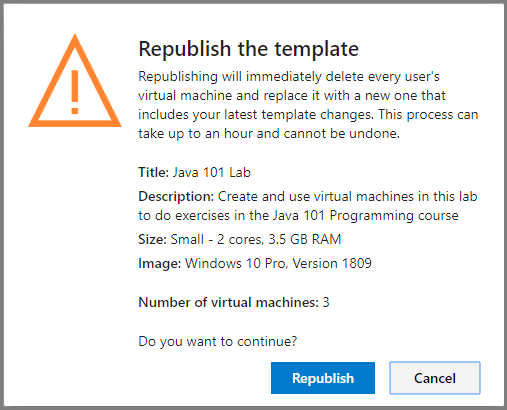 Republish the template
Republishing will immediately delete every user's
virtual machine and replace it with a new one that
includes your latest template changes. This process can
take up to an hour and cannot be undone.
Title: Java 101 Lab
Description: Create and use virtual machines in this lab
to do exercises in the Java 101 Programming course
Size: Small - 2 cores, 3.5 GB RAM
Image: Windows 10 Pro, Version 1809
Number of virtual machines: 3
Do you want to continue?
Republish
Cancel